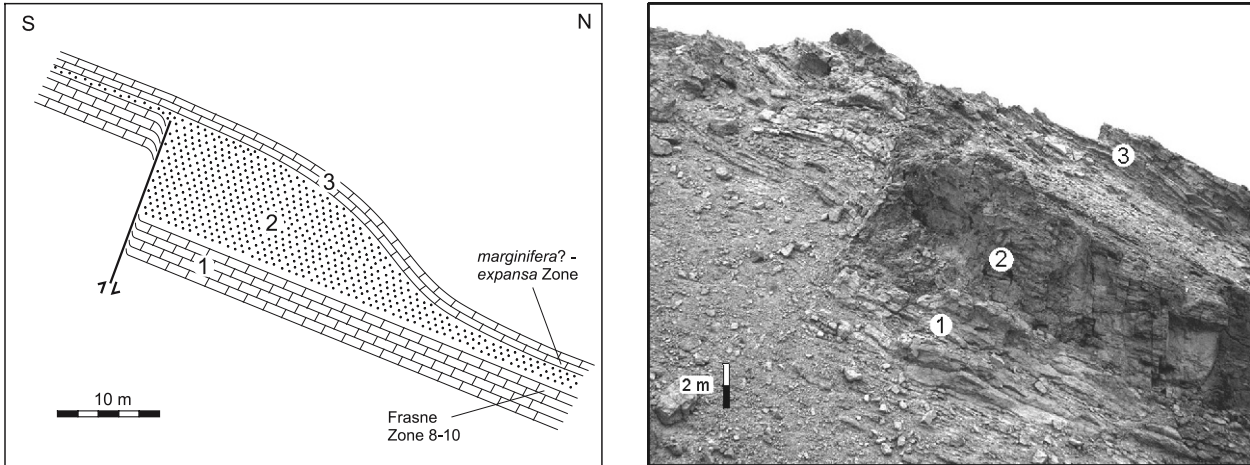 S
N
3
2
1
marginifera? -
expansa Zone
10 m
Frasne
Zone 8-10
3
2
1
2 m